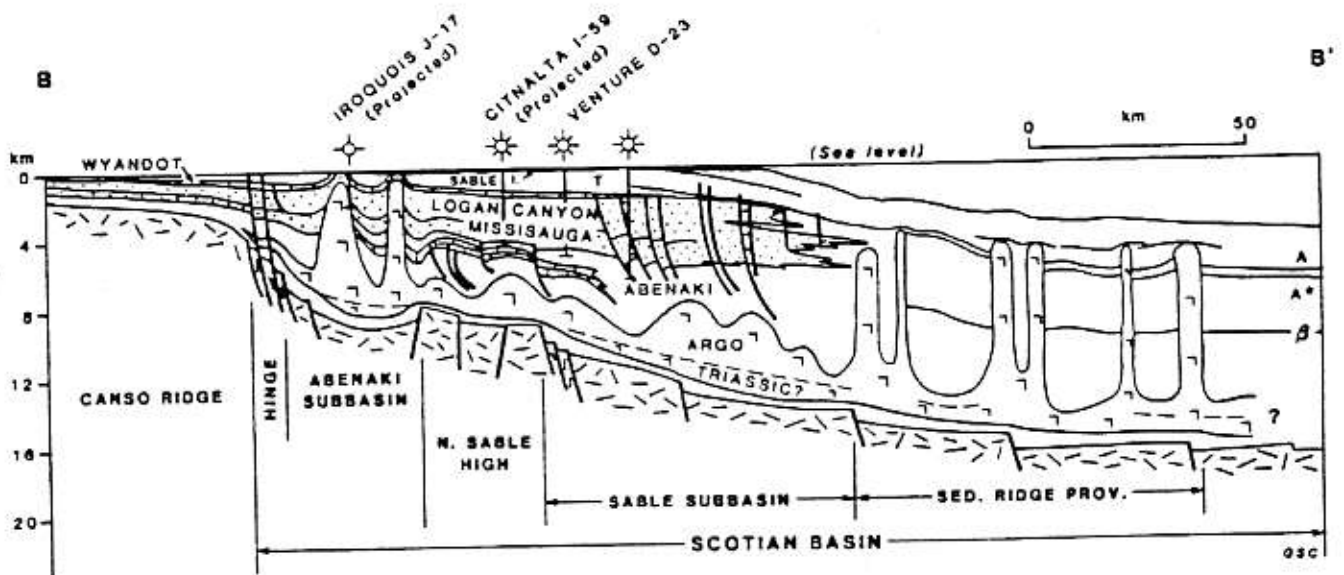 B
IROQUOIS J-17
(Projected)
CITNALTA I-59
(Projected)
VENTURE D-23
B'
km
0 50
(Sea level)
km
WYANDOT
0
SABLE I.
T
LOGAN CANYON
MISSISAUGA
4
ABENAKI
A
A*
8
β
ARGO
TRIASSIC?
12
?
CANSO RIDGE
HINGE
ABENAKI
SUBBASIN
N. SABLE
HIGH
16
SABLE SUBBASIN
SED. RIDGE PROV.
20
SCOTIAN BASIN
GSC